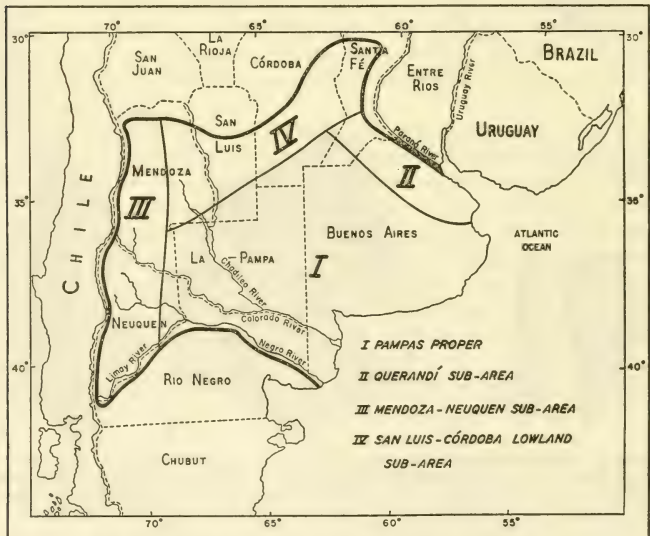 70°
65°
60°
55°
30°
30°
SAN
JUAN
LA
RIOJA
CÓRDOBA
SANTA
FÉ
ENTRE
RIOS
BRAZIL
Uruguay River
URUGUAY
SAN
LUIS
IV
MENDOZA
Paraná River
II
III
35°
35°
CHILE
BUENOS AIRES
ATLANTIC
OCEAN
LA PAMPA
I
Chadileo River
Colorado River
NEUQUEN
Negro River
Limay River
40°
40°
RIO NEGRO
CHUBUT
I PAMPAS PROPER
II QUERANDÍ SUB-AREA
III MENDOZA-NEUQUEN SUB-AREA
IV SAN LUIS-CÓRDOBA LOWLAND
SUB-AREA
70°
65°
60°
55°